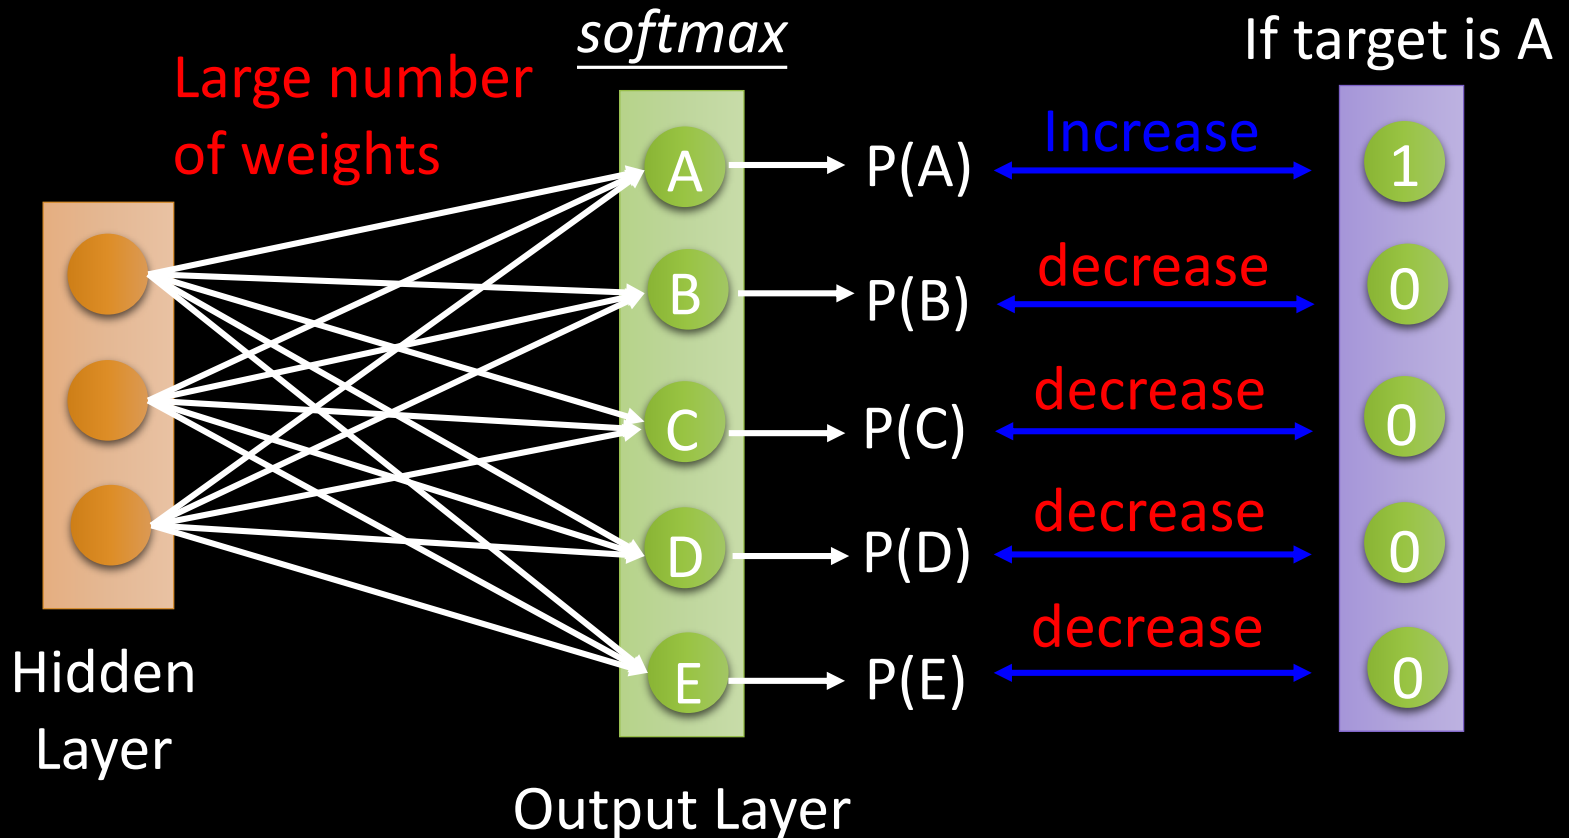 softmax
If target is A
Large number
of weights
A
P(A)
Increase
1
B
P(B)
decrease
0
C
P(C)
decrease
0
D
P(D)
decrease
0
E
P(E)
decrease
0
Hidden
Layer
Output Layer